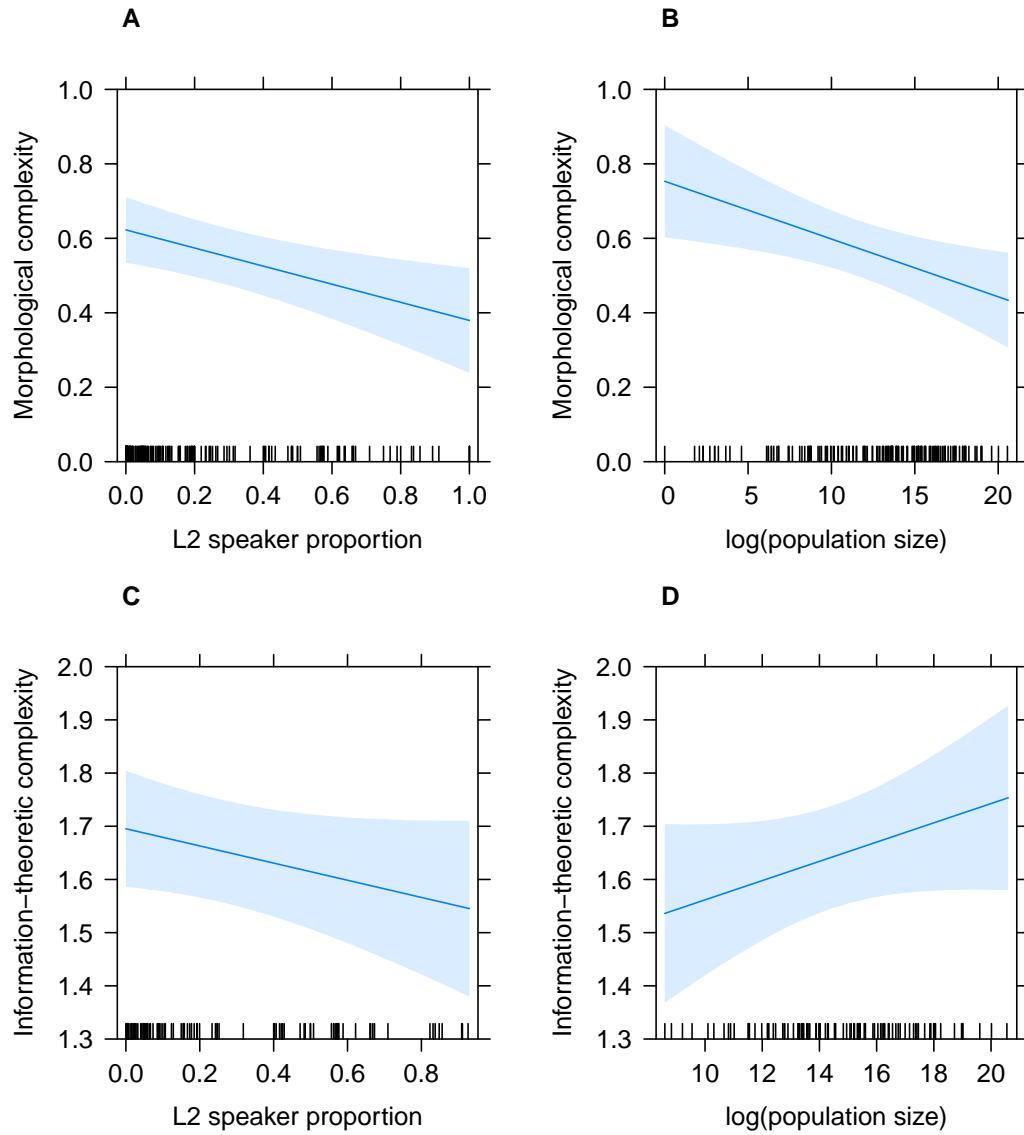 A
Morphological complexity
1.0
0.8
0.6
0.4
0.2
0.0
0.0 0.2 0.4 0.6 0.8 1.0
L2 speaker proportion
B
Morphological complexity
1.0
0.8
0.6
0.4
0.2
0.0
0 5 10 15 20
log(population size)
C
Information−theoretic complexity
2.0
1.9
1.8
1.7
1.6
1.5
1.4
1.3
0.0 0.2 0.4 0.6 0.8
L2 speaker proportion
D
Information−theoretic complexity
2.0
1.9
1.8
1.7
1.6
1.5
1.4
1.3
10 12 14 16 18 20
log(population size)